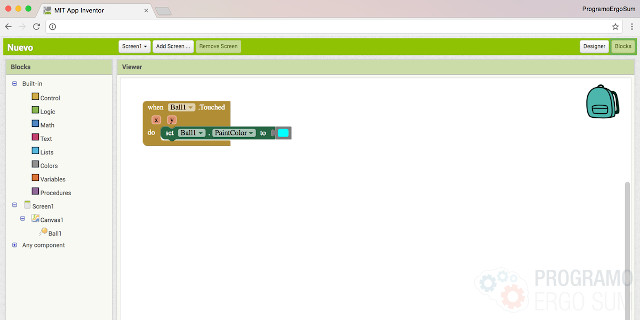 MIT App Inventor
ProgramoErgoSum
Nuevo
Screen1
Add Screen ...
Remove Screen
Designer
Blocks
Blocks
Viewer
Built-in
Control
Logic
Math
Text
Lists
Colors
Variables
Procedures
Screen1
Canvas1
Ball1
Any component
when Ball1 .Touched
x y
do set Ball1 . PaintColor to
PROGRAMO
ERGO SUM